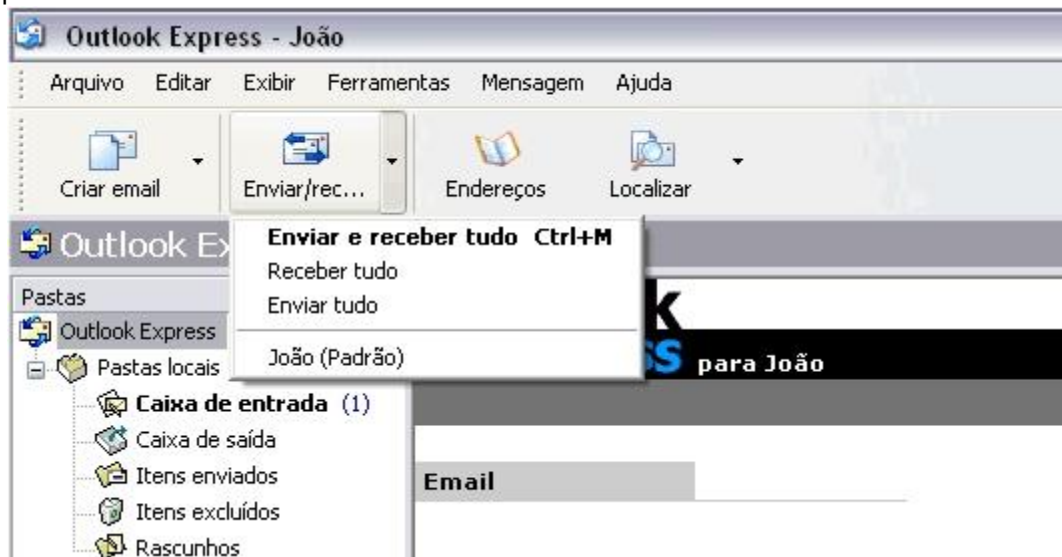 Outlook Express - João
Arquivo Editar Exibir Ferramentas Mensagem Ajuda
Criar email Enviar/rec... Endereços Localizar
Outlook Ex
Enviar e receber tudo Ctrl+M
Receber tudo
Enviar tudo
João (Padrão)
para João
Pastas
Outlook Express
Pastas locais
Caixa de entrada (1)
Caixa de saída
Itens enviados
Itens excluídos
Rascunhos
Email